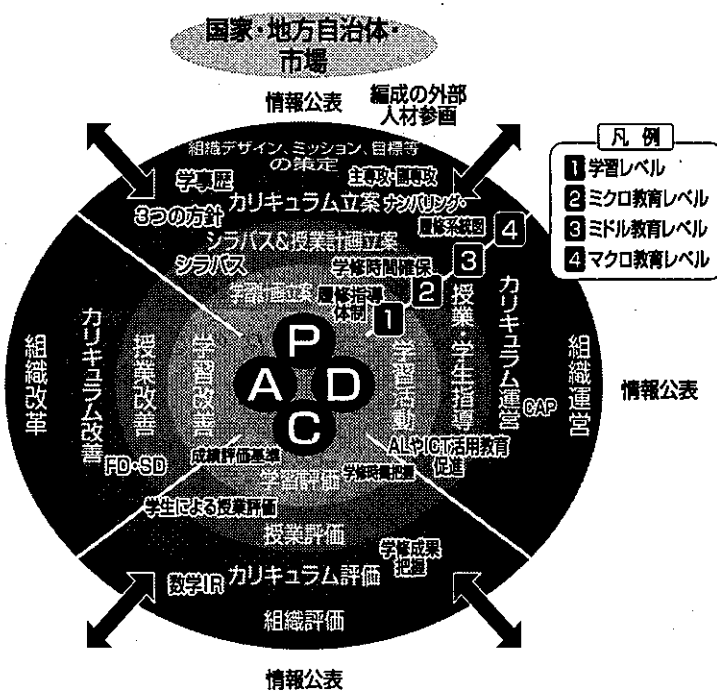 国家・地方自治体・
市場
情報公表
編成の外部
人材参画
凡例
1 学習レベル
2 ミクロ教育レベル
3 ミドル教育レベル
4 マクロ教育レベル
組織デザイン、ミッション、目標等
の策定
学事歴
主専攻・副専攻
3つの方針
カリキュラム立案
ナンバリング・
履修系統図
4
シラバス&授業計画立案
シラバス
学修時間確保
3
学習計画立案
履修指導
体制
2
1
P
A
D
C
組織改革
カリキュラム改善
授業改善
学習改善
学習活動
授業・学生指導
カリキュラム運営
組織運営
情報公表
CAP
FD・SD
成績評価基準
学修時間把握
ALやICT活用教育
促進
学習評価
学生による授業評価
授業評価
学修成果
把握
数学IR
カリキュラム評価
組織評価
情報公表